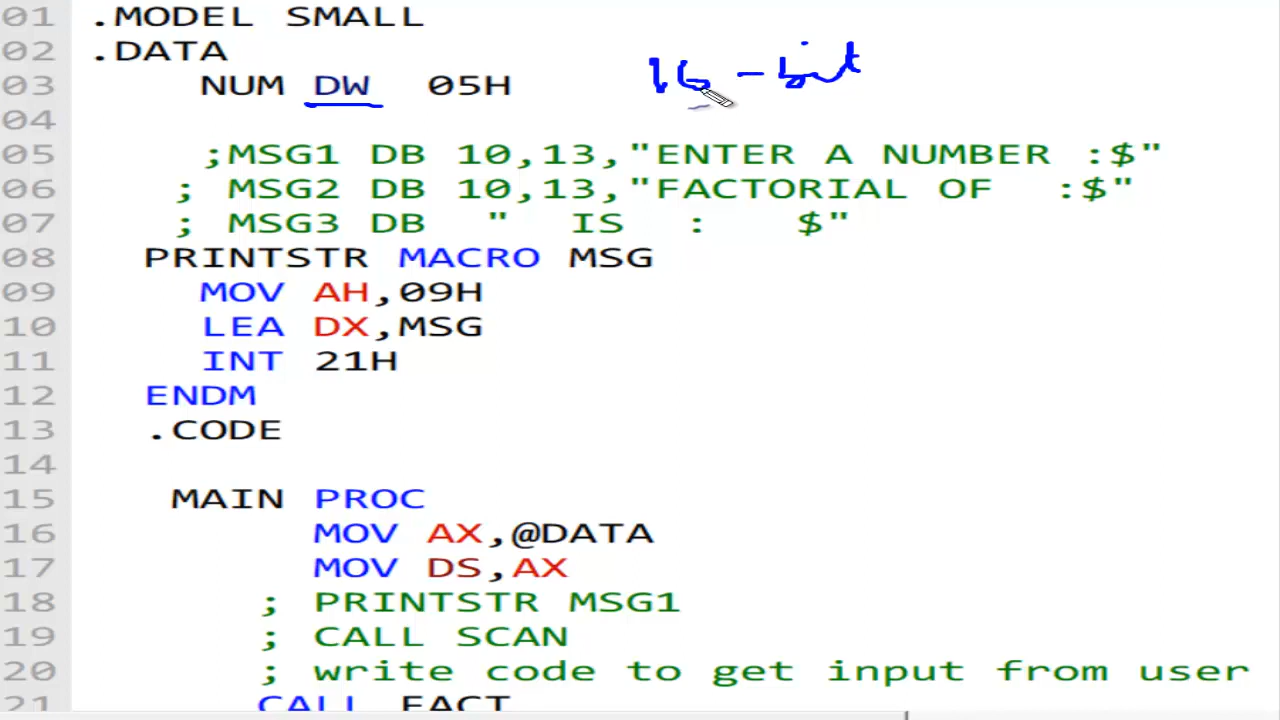 01 .MODEL SMALL
02 .DATA
03 NUM DW 05H 16-bit
04
05 ;MSG1 DB 10,13,"ENTER A NUMBER :$"
06 ; MSG2 DB 10,13,"FACTORIAL OF :$"
07 ; MSG3 DB " IS : $"
08 PRINTSTR MACRO MSG
09 MOV AH,09H
10 LEA DX,MSG
11 INT 21H
12 ENDM
13 .CODE
14
15 MAIN PROC
16 MOV AX,@DATA
17 MOV DS,AX
18 ; PRINTSTR MSG1
19 ; CALL SCAN
20 ; write code to get input from user
21 CALL FACT